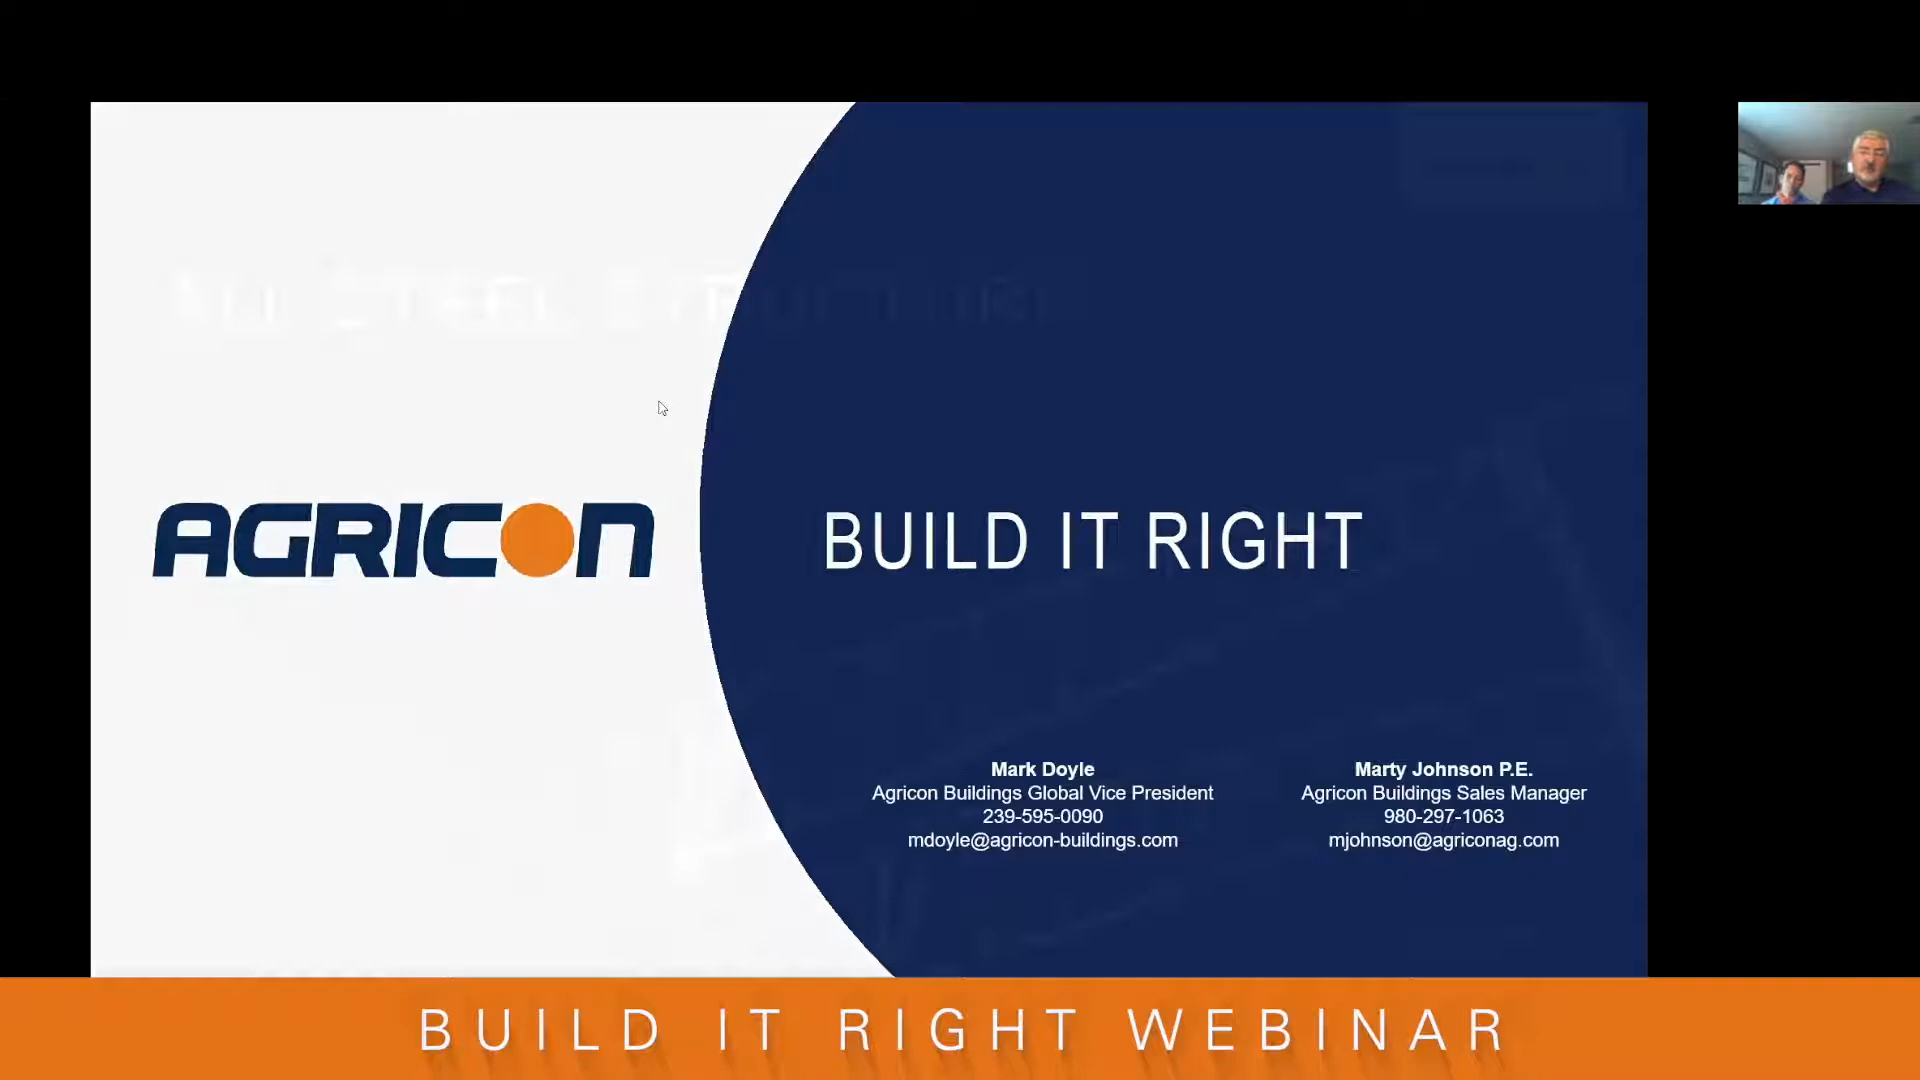 AGRICON
BUILD IT RIGHT
Mark Doyle
Agricon Buildings Global Vice President
239-595-0090
mdoyle@agricon-buildings.com
Marty Johnson P.E.
Agricon Buildings Sales Manager
980-297-1063
mjohnson@agriconag.com
BUILD IT RIGHT WEBINAR